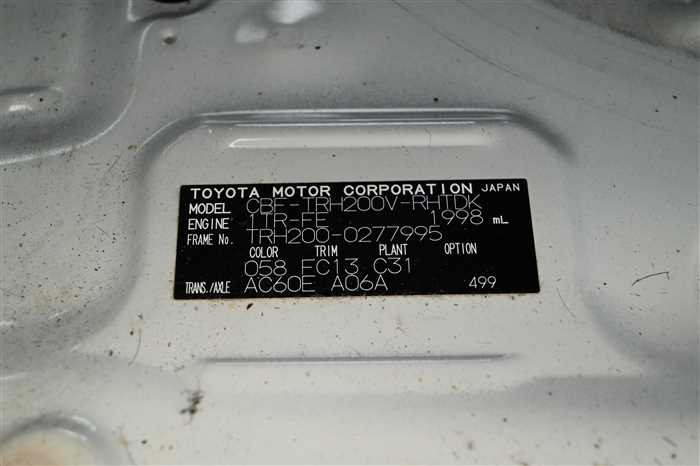 TOYOTA MOTOR CORPORATION JAPAN
MODEL CBF-TRH200V-RHTDK
ENGINE 1TR-FE 1998 mL
FRAME No. TRH200-0277995
COLOR TRIM PLANT OPTION
058 FC13 C31
TRANS./AXLE AC60E A06A 499